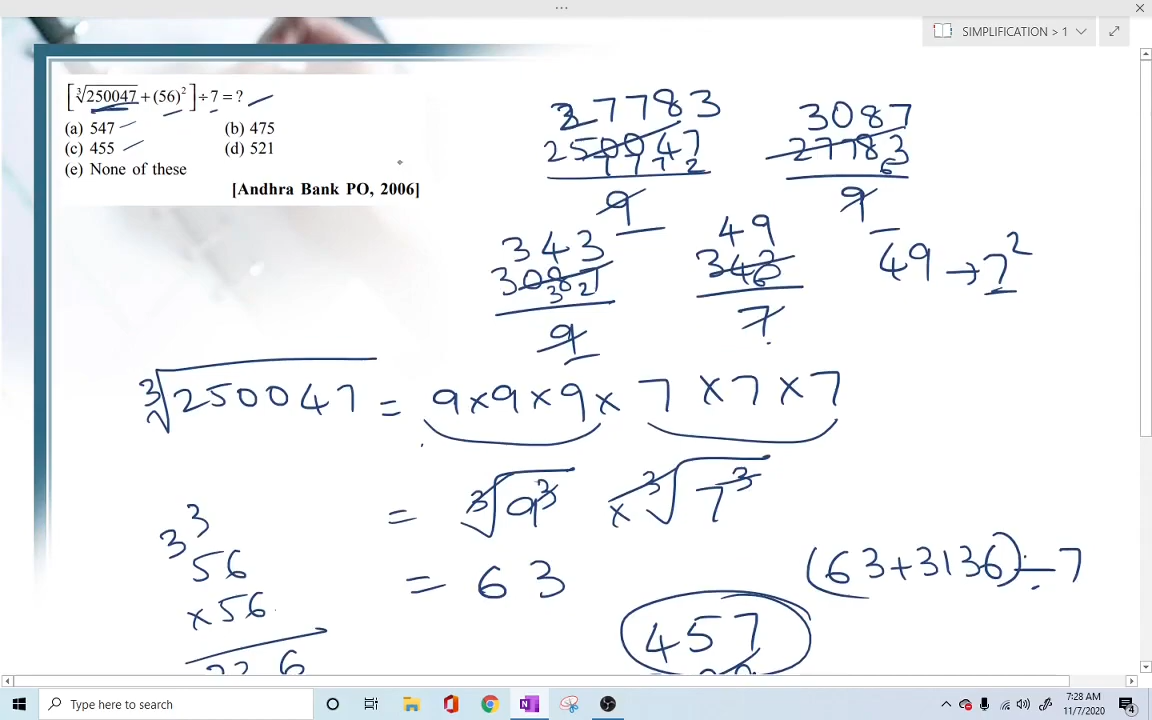 SIMPLIFICATION > 1
[∛250047 + (56)²] ÷ 7 = ?
(a) 547 (b) 475
(c) 455 (d) 521
(e) None of these
[Andhra Bank PO, 2006]
27783
250047
9
3087
27783
9
343
3087
9
49
343
7
49 → 7²
∛250047 = 9×9×9×7×7×7
= ∛9³ × ∛7³
= 63
(63+3136) ÷ 7
3
3
56
×56
457
Type here to search
7:28 AM
11/7/2020
4